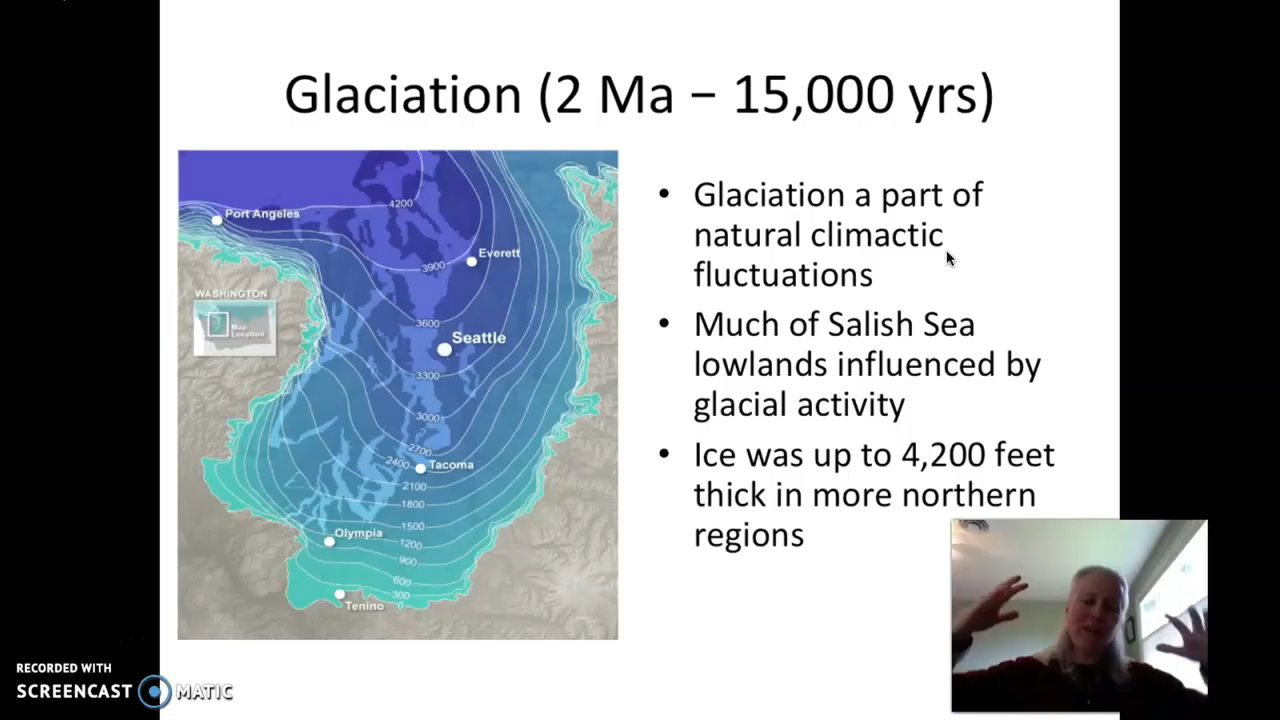 Glaciation (2 Ma – 15,000 yrs)
4200
Port Angeles
Everett
3900
WASHINGTON
Map
Location
3600
Seattle
3300
3000
2700
2400
Tacoma
2100
1800
1500
Olympia
1200
900
600
300
0
Tenino
• Glaciation a part of
natural climactic
fluctuations
• Much of Salish Sea
lowlands influenced by
glacial activity
• Ice was up to 4,200 feet
thick in more northern
regions
RECORDED WITH
SCREENCAST MATIC